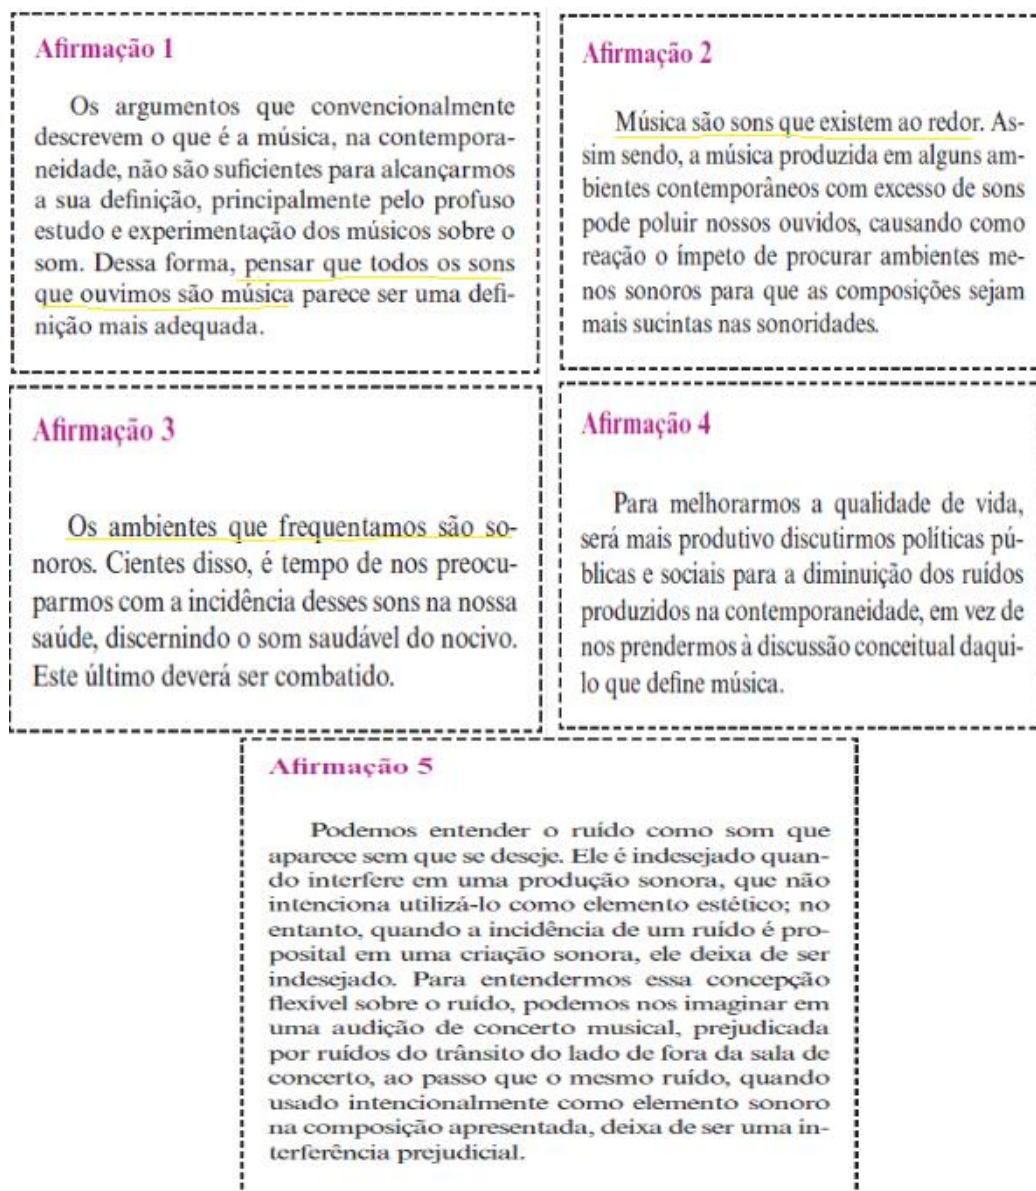 Afirmação 1
Os argumentos que convencionalmente
descrevem o que é a música, na contempora-
neidade, não são suficientes para alcançarmos
a sua definição, principalmente pelo profuso
estudo e experimentação dos músicos sobre o
som. Dessa forma, pensar que todos os sons
que ouvimos são música parece ser uma defi-
nição mais adequada.
Afirmação 2
Música são sons que existem ao redor. As-
sim sendo, a música produzida em alguns am-
bientes contemporâneos com excesso de sons
pode poluir nossos ouvidos, causando como
reação o ímpeto de procurar ambientes me-
nos sonoros para que as composições sejam
mais sucintas nas sonoridades.
Afirmação 3
Os ambientes que frequentamos são so-
noros. Cientes disso, é tempo de nos preocu-
parmos com a incidência desses sons na nossa
saúde, discernindo o som saudável do nocivo.
Este último deverá ser combatido.
Afirmação 4
Para melhorarmos a qualidade de vida,
será mais produtivo discutirmos políticas pú-
blicas e sociais para a diminuição dos ruídos
produzidos na contemporaneidade, em vez de
nos prendermos à discussão conceitual daqui-
lo que define música.
Afirmação 5
Podemos entender o ruído como som que
aparece sem que se deseje. Ele é indesejado quan-
do interfere em uma produção sonora, que não
intenciona utilizá-lo como elemento estético; no
entanto, quando a incidência de um ruído é pro-
posital em uma criação sonora, ele deixa de ser
indesejado. Para entendermos essa concepção
flexível sobre o ruído, podemos nos imaginar em
uma audição de concerto musical, prejudicada
por ruídos do trânsito do lado de fora da sala de
concerto, ao passo que o mesmo ruído, quando
usado intencionalmente como elemento sonoro
na composição apresentada, deixa de ser uma in-
terferência prejudicial.